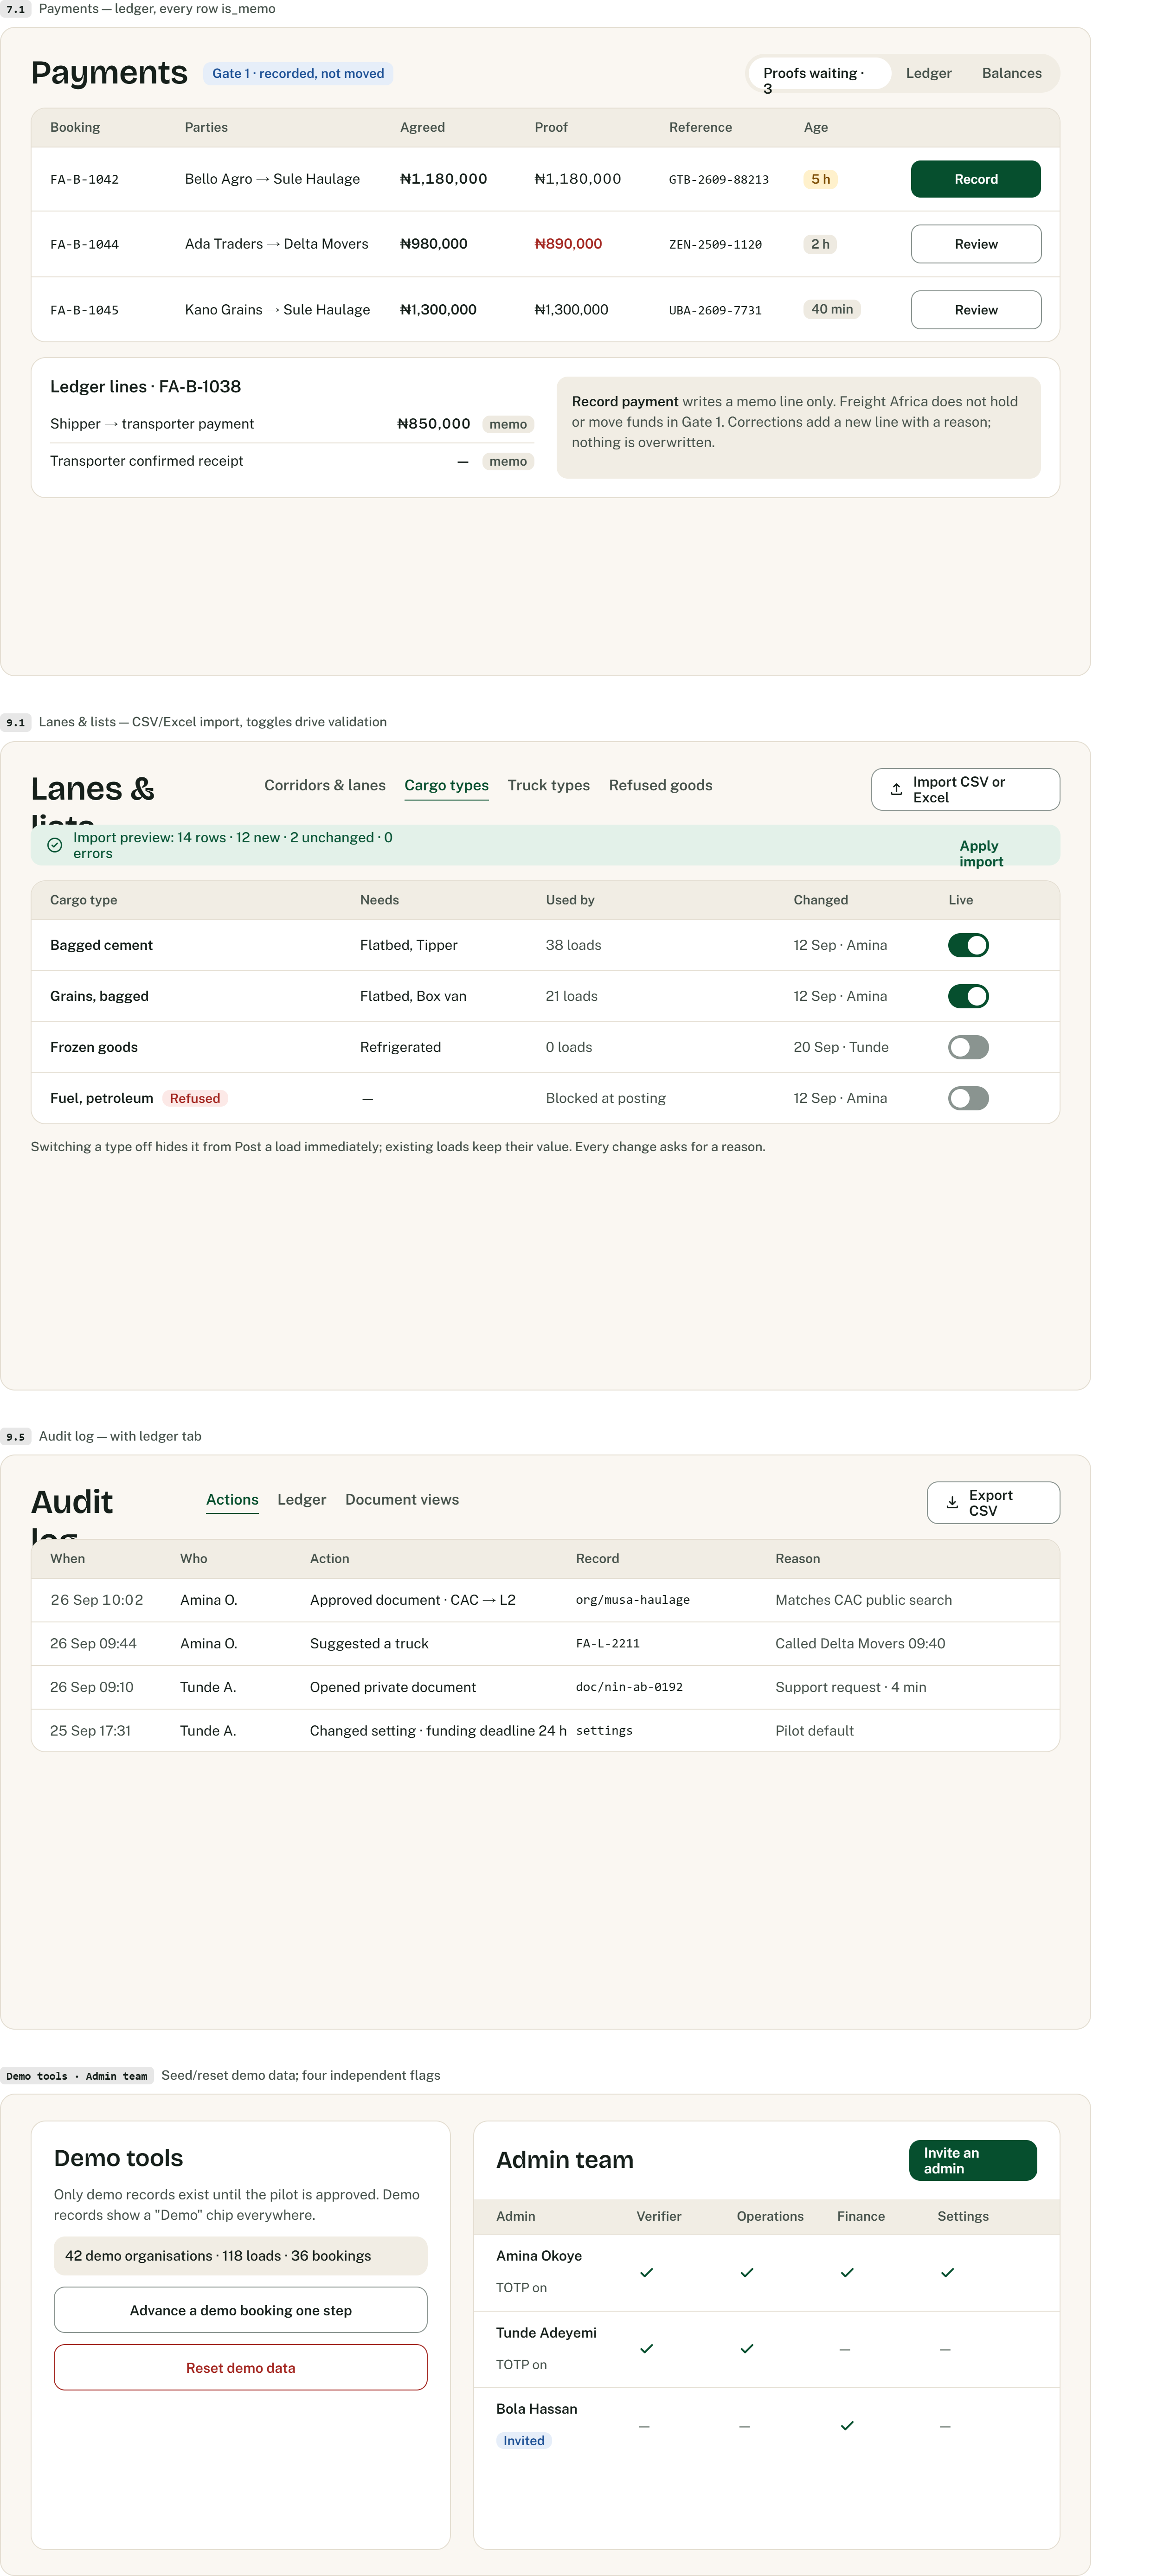 7.1 Payments — ledger, every row is_memo
Payments Gate 1 · recorded, not moved Proofs waiting · 3 Ledger Balances
Booking Parties Agreed Proof Reference Age
FA-B-1042 Bello Agro → Sule Haulage ₦1,180,000 ₦1,180,000 GTB-2609-88213 5 h Record
FA-B-1044 Ada Traders → Delta Movers ₦980,000 ₦890,000 ZEN-2509-1120 2 h Review
FA-B-1045 Kano Grains → Sule Haulage ₦1,300,000 ₦1,300,000 UBA-2609-7731 40 min Review
Ledger lines · FA-B-1038
Shipper → transporter payment ₦850,000 memo
Transporter confirmed receipt — memo
Record payment writes a memo line only. Freight Africa does not hold
or move funds in Gate 1. Corrections add a new line with a reason;
nothing is overwritten.
9.1 Lanes & lists — CSV/Excel import, toggles drive validation
Lanes &
lists
Corridors & lanes Cargo types Truck types Refused goods
Import CSV or
Excel
Import preview: 14 rows · 12 new · 2 unchanged · 0
errors
Apply
import
Cargo type Needs Used by Changed Live
Bagged cement Flatbed, Tipper 38 loads 12 Sep · Amina
Grains, bagged Flatbed, Box van 21 loads 12 Sep · Amina
Frozen goods Refrigerated 0 loads 20 Sep · Tunde
Fuel, petroleum Refused — Blocked at posting 12 Sep · Amina
Switching a type off hides it from Post a load immediately; existing loads keep their value. Every change asks for a reason.
9.5 Audit log — with ledger tab
Audit
log
Actions Ledger Document views
Export
CSV
When Who Action Record Reason
26 Sep 10:02 Amina O. Approved document · CAC → L2 org/musa-haulage Matches CAC public search
26 Sep 09:44 Amina O. Suggested a truck FA-L-2211 Called Delta Movers 09:40
26 Sep 09:10 Tunde A. Opened private document doc/nin-ab-0192 Support request · 4 min
25 Sep 17:31 Tunde A. Changed setting · funding deadline 24 h settings Pilot default
Demo tools · Admin team Seed/reset demo data; four independent flags
Demo tools
Only demo records exist until the pilot is approved. Demo
records show a "Demo" chip everywhere.
42 demo organisations · 118 loads · 36 bookings
Advance a demo booking one step
Reset demo data
Admin team
Invite an
admin
Admin Verifier Operations Finance Settings
Amina Okoye
TOTP on
Tunde Adeyemi
— —
TOTP on
Bola Hassan
— — —
Invited